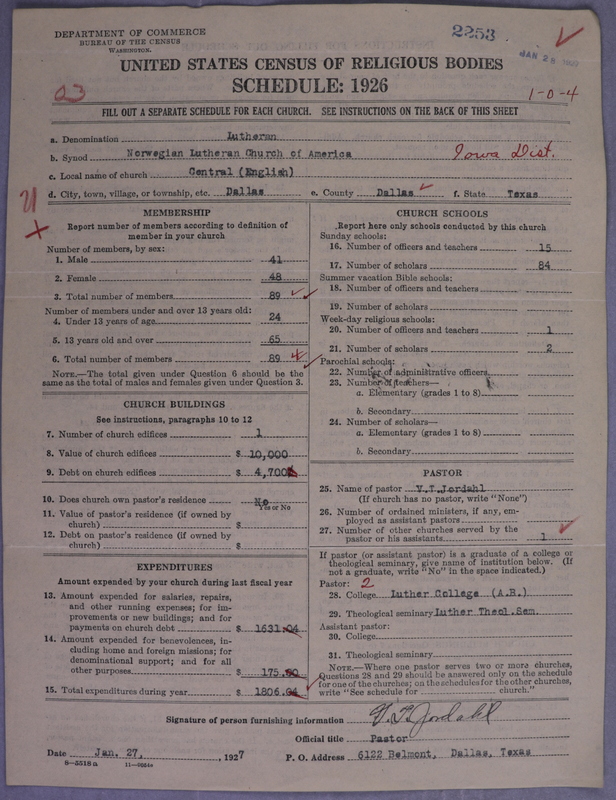 DEPARTMENT OF COMMERCE
BUREAU OF THE CENSUS
WASHINGTON.
2253
UNITED STATES CENSUS OF RELIGIOUS BODIES
SCHEDULE: 1926
1-0-4
FILL OUT A SEPARATE SCHEDULE FOR EACH CHURCH. SEE INSTRUCTIONS ON THE BACK OF THIS SHEET
a. Denomination Lutheran
b. Synod Norwegian Lutheran Church of America Iowa Dist.
c. Local name of church Central (English)
d. City, town, village, or township, etc. Dallas e. County Dallas f. State Texas
MEMBERSHIP
Report number of members according to definition of
member in your church
Number of members, by sex:
1. Male 41
2. Female 48
3. Total number of members 89
Number of members under and over 13 years old:
4. Under 13 years of age 24
5. 13 years old and over 65
6. Total number of members 89
NOTE.—The total given under Question 6 should be the
same as the total of males and females given under Question 3.
CHURCH BUILDINGS
See instructions, paragraphs 10 to 12
7. Number of church edifices 1
8. Value of church edifices $ 10,000
9. Debt on church edifices $ 4,700
10. Does church own pastor's residence No
Yes or No
11. Value of pastor's residence (if owned by
church) $
12. Debt on pastor's residence (if owned by
church) $
EXPENDITURES
Amount expended by your church during last fiscal year
13. Amount expended for salaries, repairs,
and other running expenses; for im-
provements or new buildings; and for
payments on church debt $ 1631.04
14. Amount expended for benevolences, in-
cluding home and foreign missions; for
denominational support; and for all
other purposes $ 175.
15. Total expenditures during year $ 1806.
CHURCH SCHOOLS
Report here only schools conducted by this church
Sunday schools:
16. Number of officers and teachers 15
17. Number of scholars 84
Summer vacation Bible schools:
18. Number of officers and teachers
19. Number of scholars
Week-day religious schools:
20. Number of officers and teachers 1
21. Number of scholars 2
Parochial schools:
22. Number of administrative officers
23. Number of teachers—
a. Elementary (grades 1 to 8)
b. Secondary
24. Number of scholars—
a. Elementary (grades 1 to 8)
b. Secondary
PASTOR
25. Name of pastor V.T.Jordahl
(If church has no pastor, write "None")
26. Number of ordained ministers, if any, em-
ployed as assistant pastors
27. Number of other churches served by the
pastor or his assistants 1
If pastor (or assistant pastor) is a graduate of a college or
theological seminary, give name of institution below. (If
not a graduate, write "No" in the space indicated.)
Pastor: 2
28. College Luther College (A.B.)
29. Theological seminary Luther Theol.Sem.
Assistant pastor:
30. College
31. Theological seminary
NOTE.—Where one pastor serves two or more churches,
Questions 28 and 29 should be answered only on the schedule
for one of the churches; on the schedules for the other churches,
write "See schedule for church."
Signature of person furnishing information V.T. Jordahl
Official title Pastor
Date Jan. 27, 1927 P. O. Address 6122 Belmont, Dallas, Texas